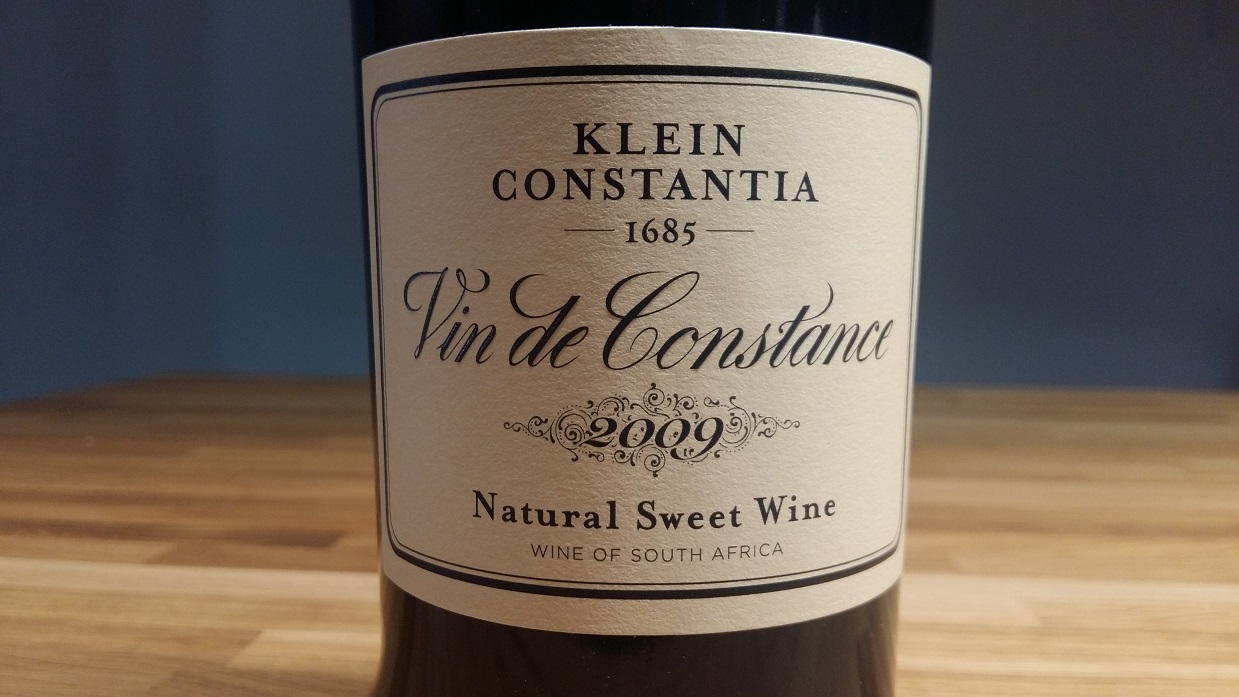 KLEIN
CONSTANTIA
1685
Vin de Constance
2009
Natural Sweet Wine
WINE OF SOUTH AFRICA